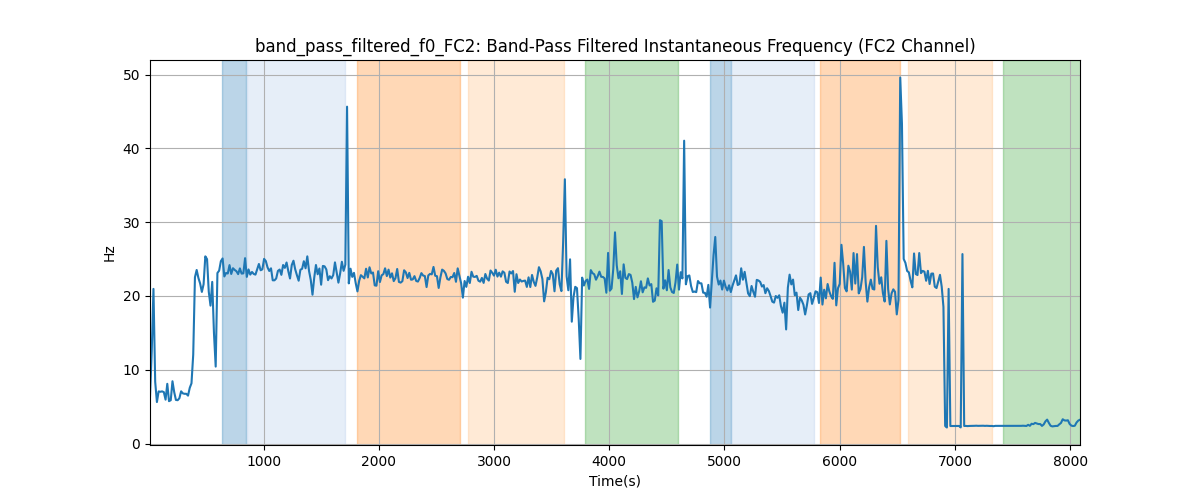 band_pass_filtered_f0_FC2: Band-Pass Filtered Instantaneous Frequency (FC2 Channel)
50
40
30
20
10
0
Hz
1000 2000 3000 4000 5000 6000 7000 8000
Time(s)